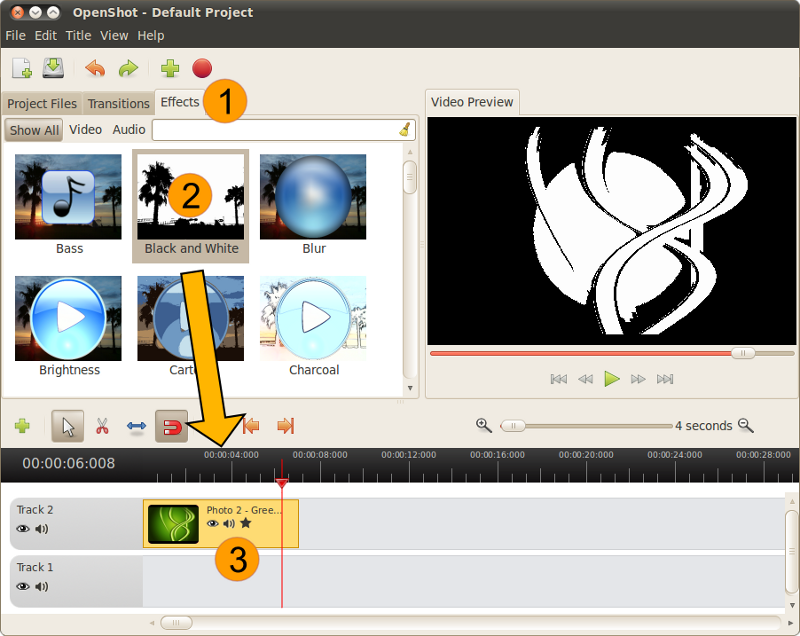 OpenShot - Default Project
File Edit Title View Help
Project Files Transitions Effects 1
Show All Video Audio
2
Bass Black and White Blur
Brightness Charcoal
Video Preview
4 seconds
00:00:06:008
00:00:04:000 00:00:08:000 00:00:12:000 00:00:16:000 00:00:20:000 00:00:24:000 00:00:28:000
Track 2
Photo 2 - Gree...
3
Track 1